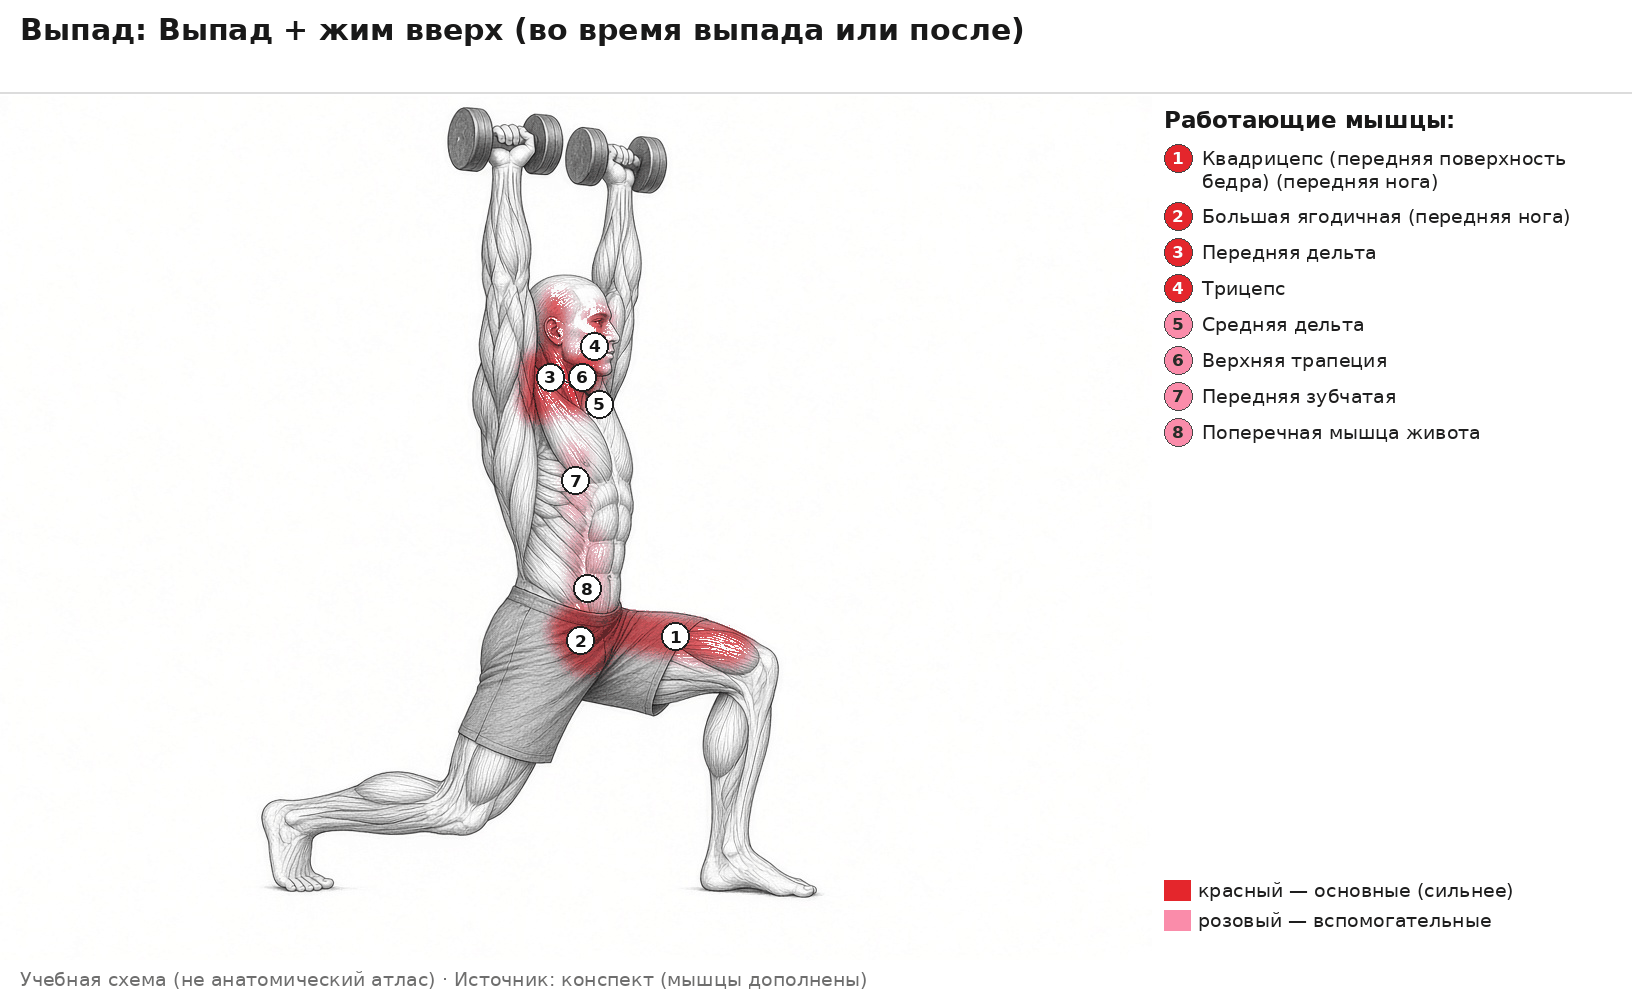 Выпад: Выпад + жим вверх (во время выпада или после)
Работающие мышцы:
1 Квадрицепс (передняя поверхность
бедра) (передняя нога)
2 Большая ягодичная (передняя нога)
3 Передняя дельта
4 Трицепс
5 Средняя дельта
6 Верхняя трапеция
7 Передняя зубчатая
8 Поперечная мышца живота
4
3 6
5
7
8
2 1
красный — основные (сильнее)
розовый — вспомогательные
Учебная схема (не анатомический атлас) · Источник: конспект (мышцы дополнены)